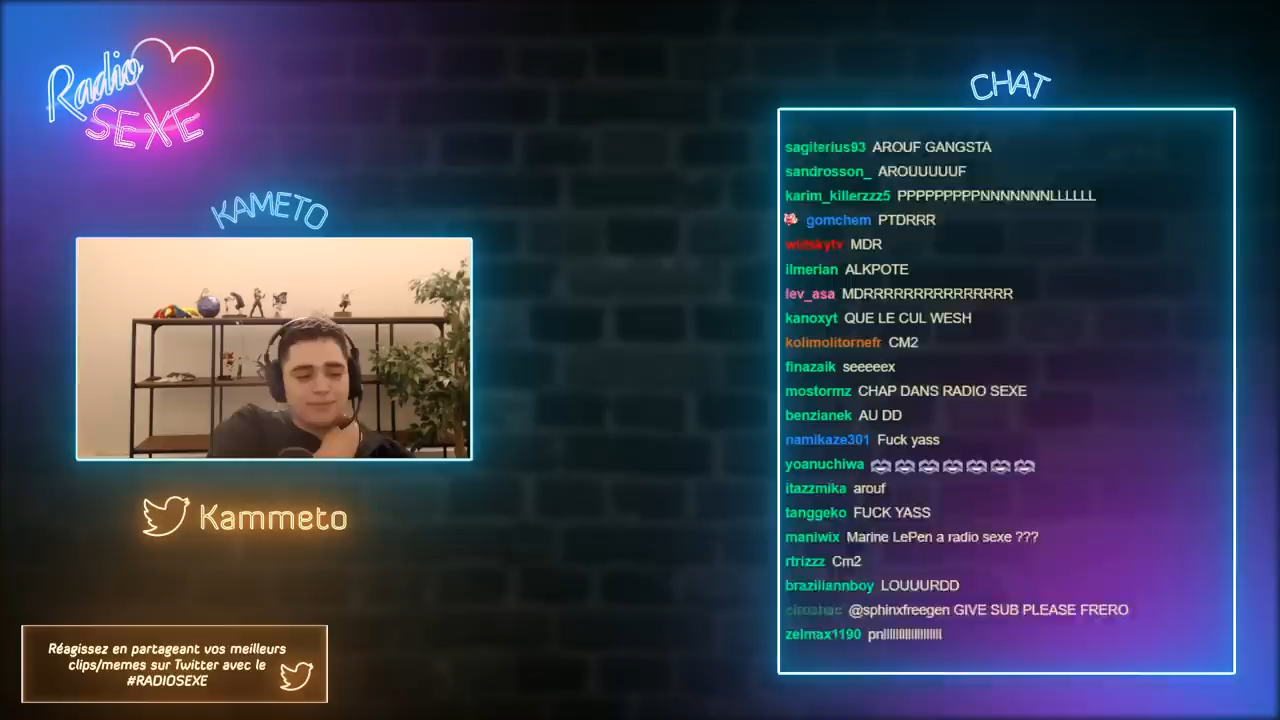 Radio
SEXE
KAMETO
Kammeto
Réagissez en partageant vos meilleurs
clips/memes sur Twitter avec le
#RADIOSEXE
CHAT
sagiterius93 AROUF GANGSTA
sandrosson_ AROUUUUUF
karim_killerzzz5 PPPPPPPPPNNNNNNNLLLLLL
gomchem PTDRRR
MDR
ilmerian ALKPOTE
lev_asa MDRRRRRRRRRRRRRRR
kanoxyt QUE LE CUL WESH
kolimolitornefr CM2
finazaik seeeeex
mostormz CHAP DANS RADIO SEXE
benzianek AU DD
namikaze301 Fuck yass
yoanuchiwa
itazzmika arouf
tanggeko FUCK YASS
maniwix Marine LePen a radio sexe ???
rtrizzz Cm2
braziliannboy LOUUURDD
@sphinxfreegen GIVE SUB PLEASE FRERO
zelmax1190